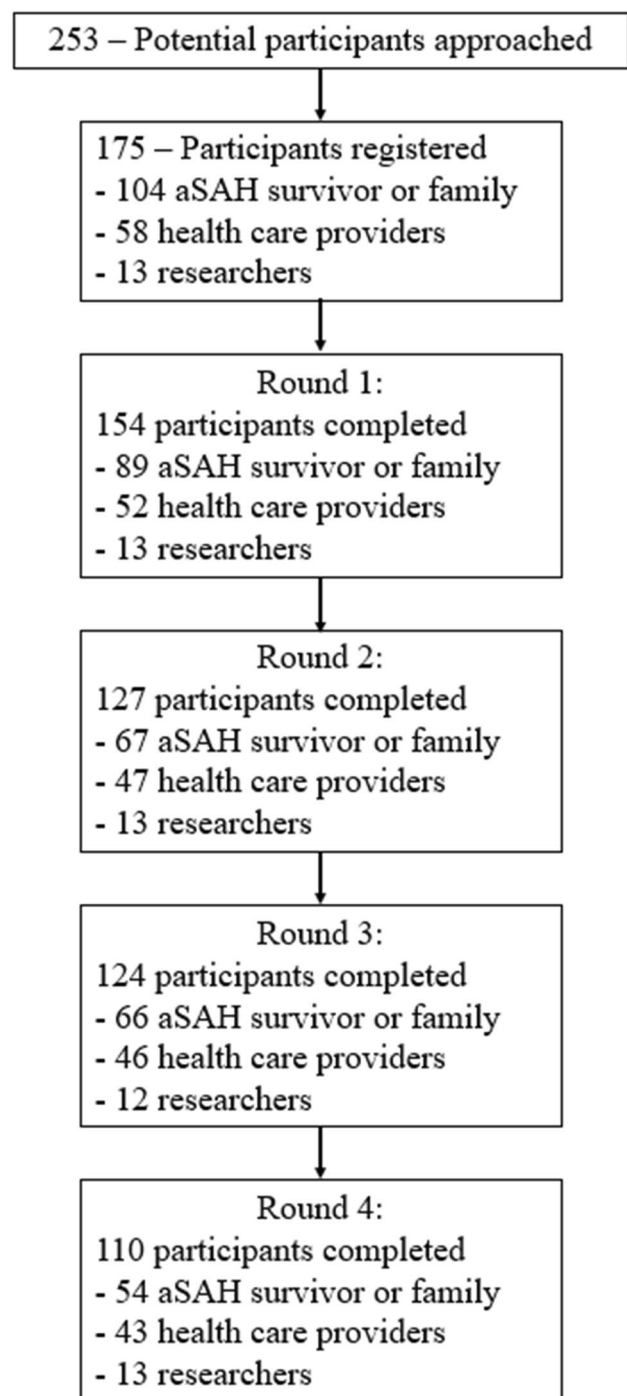 253 – Potential participants approached
175 – Participants registered
- 104 aSAH survivor or family
- 58 health care providers
- 13 researchers
Round 1:
154 participants completed
- 89 aSAH survivor or family
- 52 health care providers
- 13 researchers
Round 2:
127 participants completed
- 67 aSAH survivor or family
- 47 health care providers
- 13 researchers
Round 3:
124 participants completed
- 66 aSAH survivor or family
- 46 health care providers
- 12 researchers
Round 4:
110 participants completed
- 54 aSAH survivor or family
- 43 health care providers
- 13 researchers